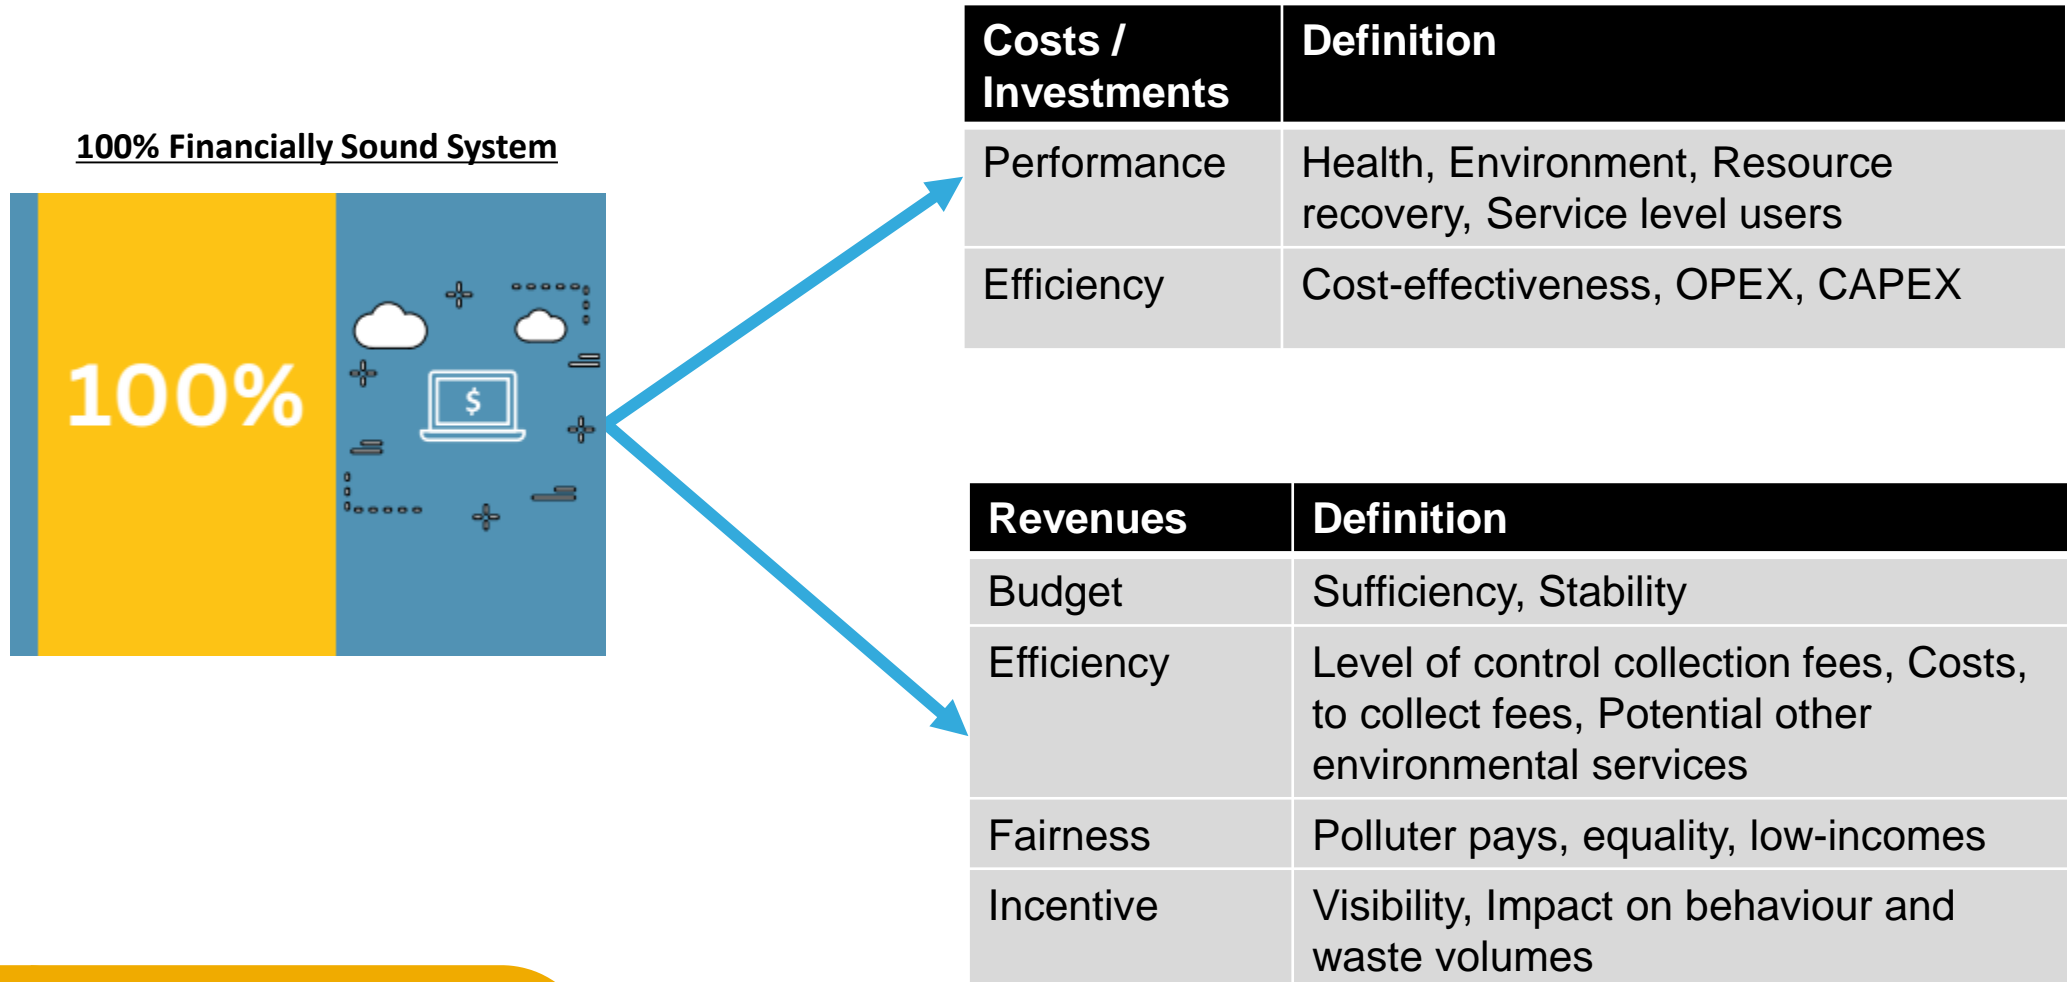 100% Financially Sound System
100%
$
Costs / Investments
Definition
Performance
Health, Environment, Resource
recovery, Service level users
Efficiency
Cost-effectiveness, OPEX, CAPEX
Revenues
Definition
Budget
Sufficiency, Stability
Efficiency
Level of control collection fees, Costs,
to collect fees, Potential other
environmental services
Fairness
Polluter pays, equality, low-incomes
Incentive
Visibility, Impact on behaviour and
waste volumes